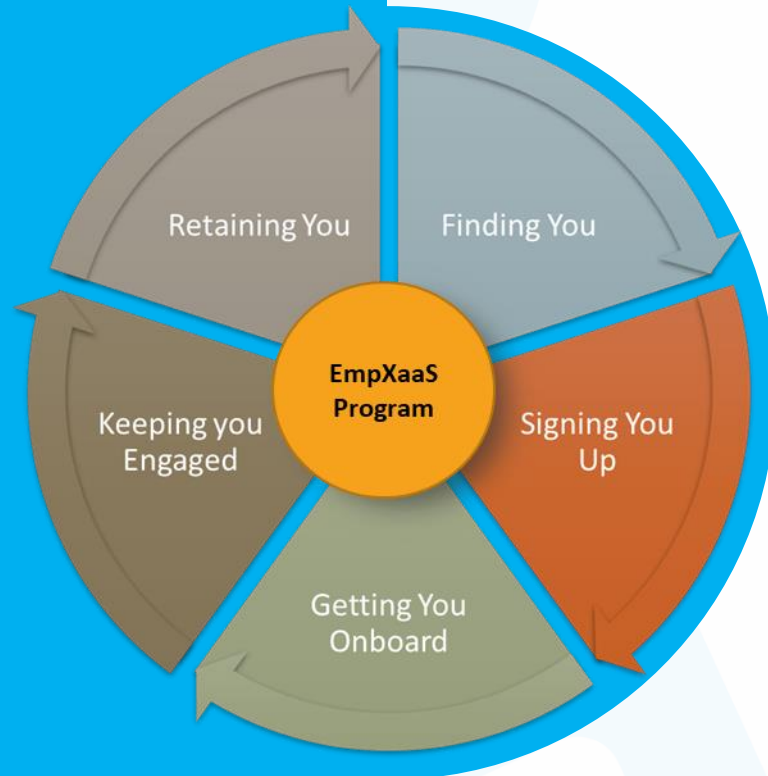 Retaining You
Finding You
EmpXaaS
Program
Keeping you
Engaged
Signing You
Up
Getting You
Onboard